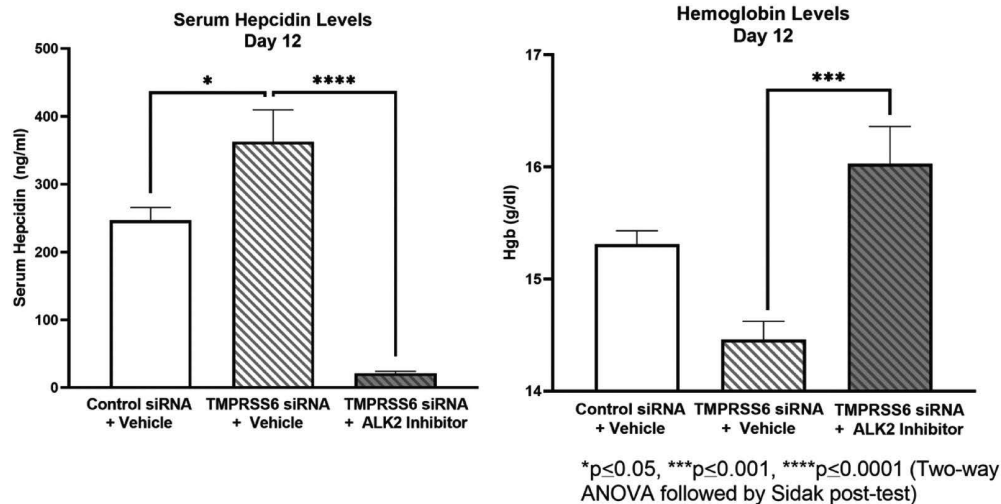 Serum Hepcidin Levels
Day 12
Serum Hepcidin (ng/ml)
500
400
300
200
100
0
*
****
Control siRNA
+ Vehicle
TMPRSS6 siRNA
+ Vehicle
TMPRSS6 siRNA
+ ALK2 Inhibitor
Hemoglobin Levels
Day 12
Hgb (g/dl)
17
16
15
14
***
Control siRNA
+ Vehicle
TMPRSS6 siRNA
+ Vehicle
TMPRSS6 siRNA
+ ALK2 Inhibitor
*p≤0.05, ***p≤0.001, ****p≤0.0001 (Two-way
ANOVA followed by Sidak post-test)